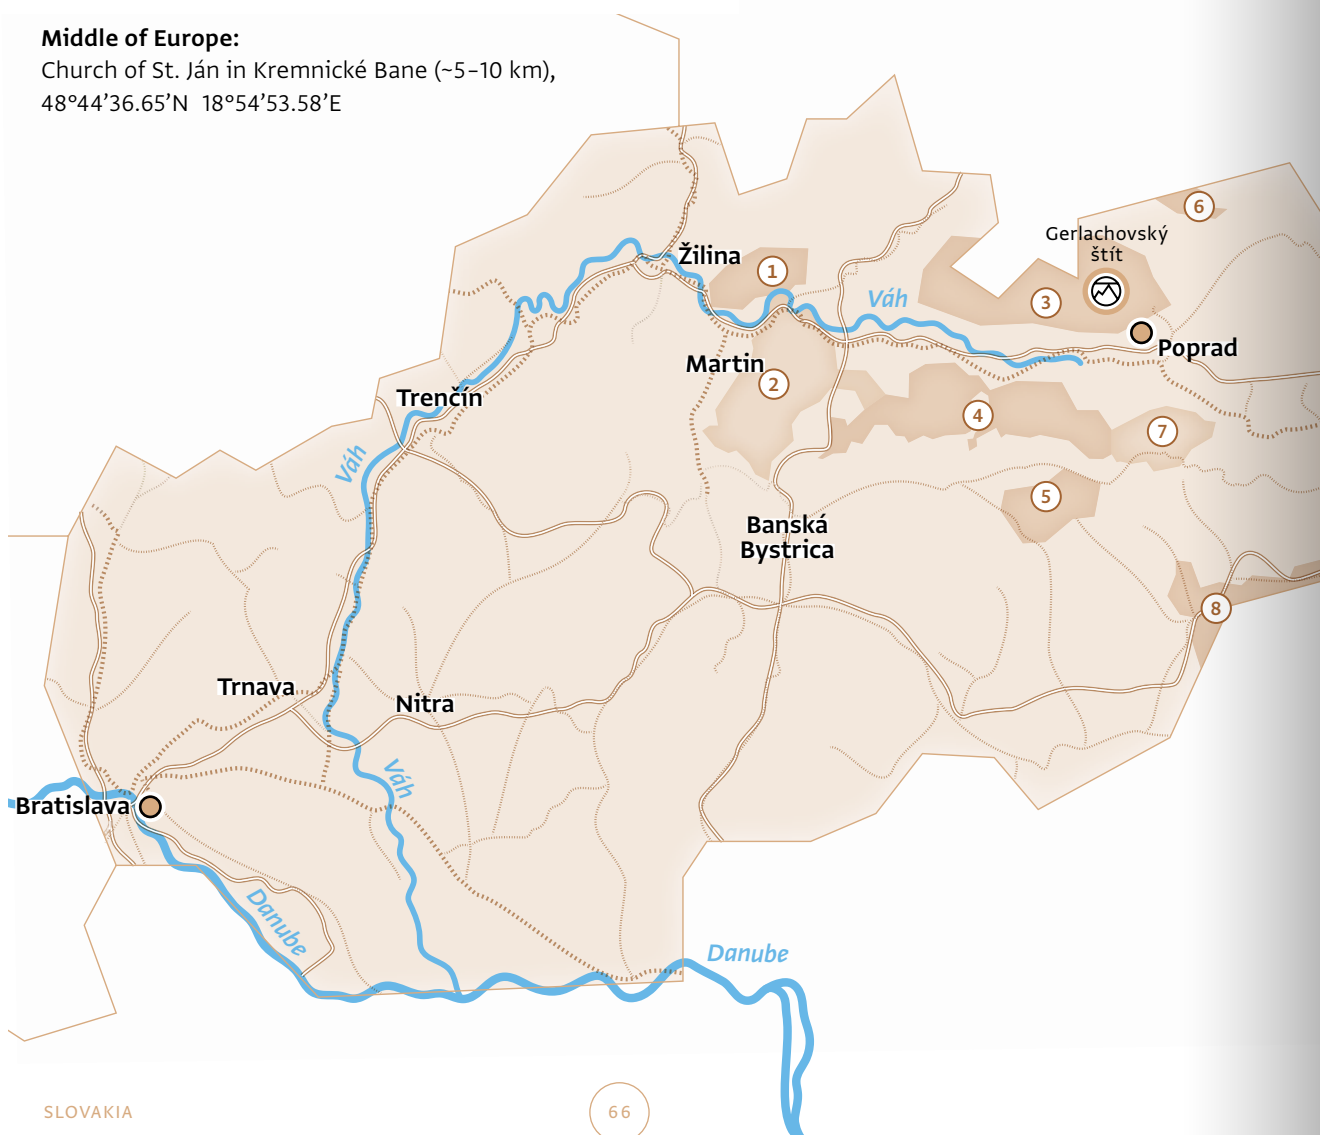 Middle of Europe:
Church of St. Ján in Kremnické Bane (~5–10 km),
48°44’36.65’N 18°54’53.58’E
6
Gerlachovský
štít
Žilina
1
3
Váh
Poprad
Martin
2
Trenčín
4
7
Váh
5
Banská
Bystrica
8
Trnava
Nitra
Váh
Bratislava
Danube
Danube
SLOVAKIA
66